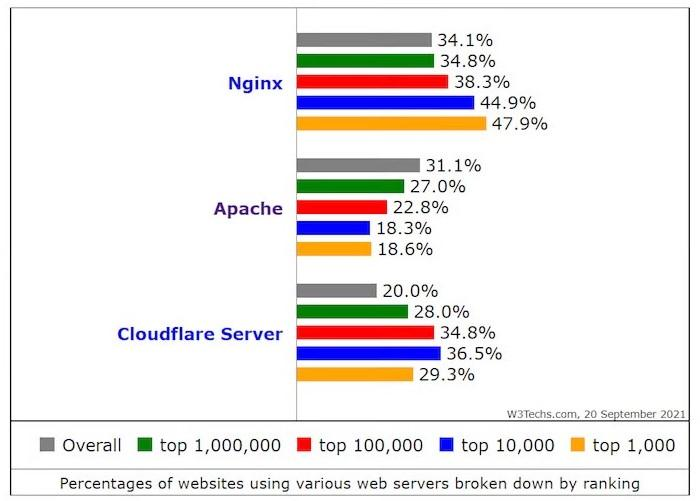 Nginx
34.1%
34.8%
38.3%
44.9%
47.9%
Apache
31.1%
27.0%
22.8%
18.3%
18.6%
Cloudflare Server
20.0%
28.0%
34.8%
36.5%
29.3%
W3Techs.com, 20 September 2021
Overall top 1,000,000 top 100,000 top 10,000 top 1,000
Percentages of websites using various web servers broken down by ranking